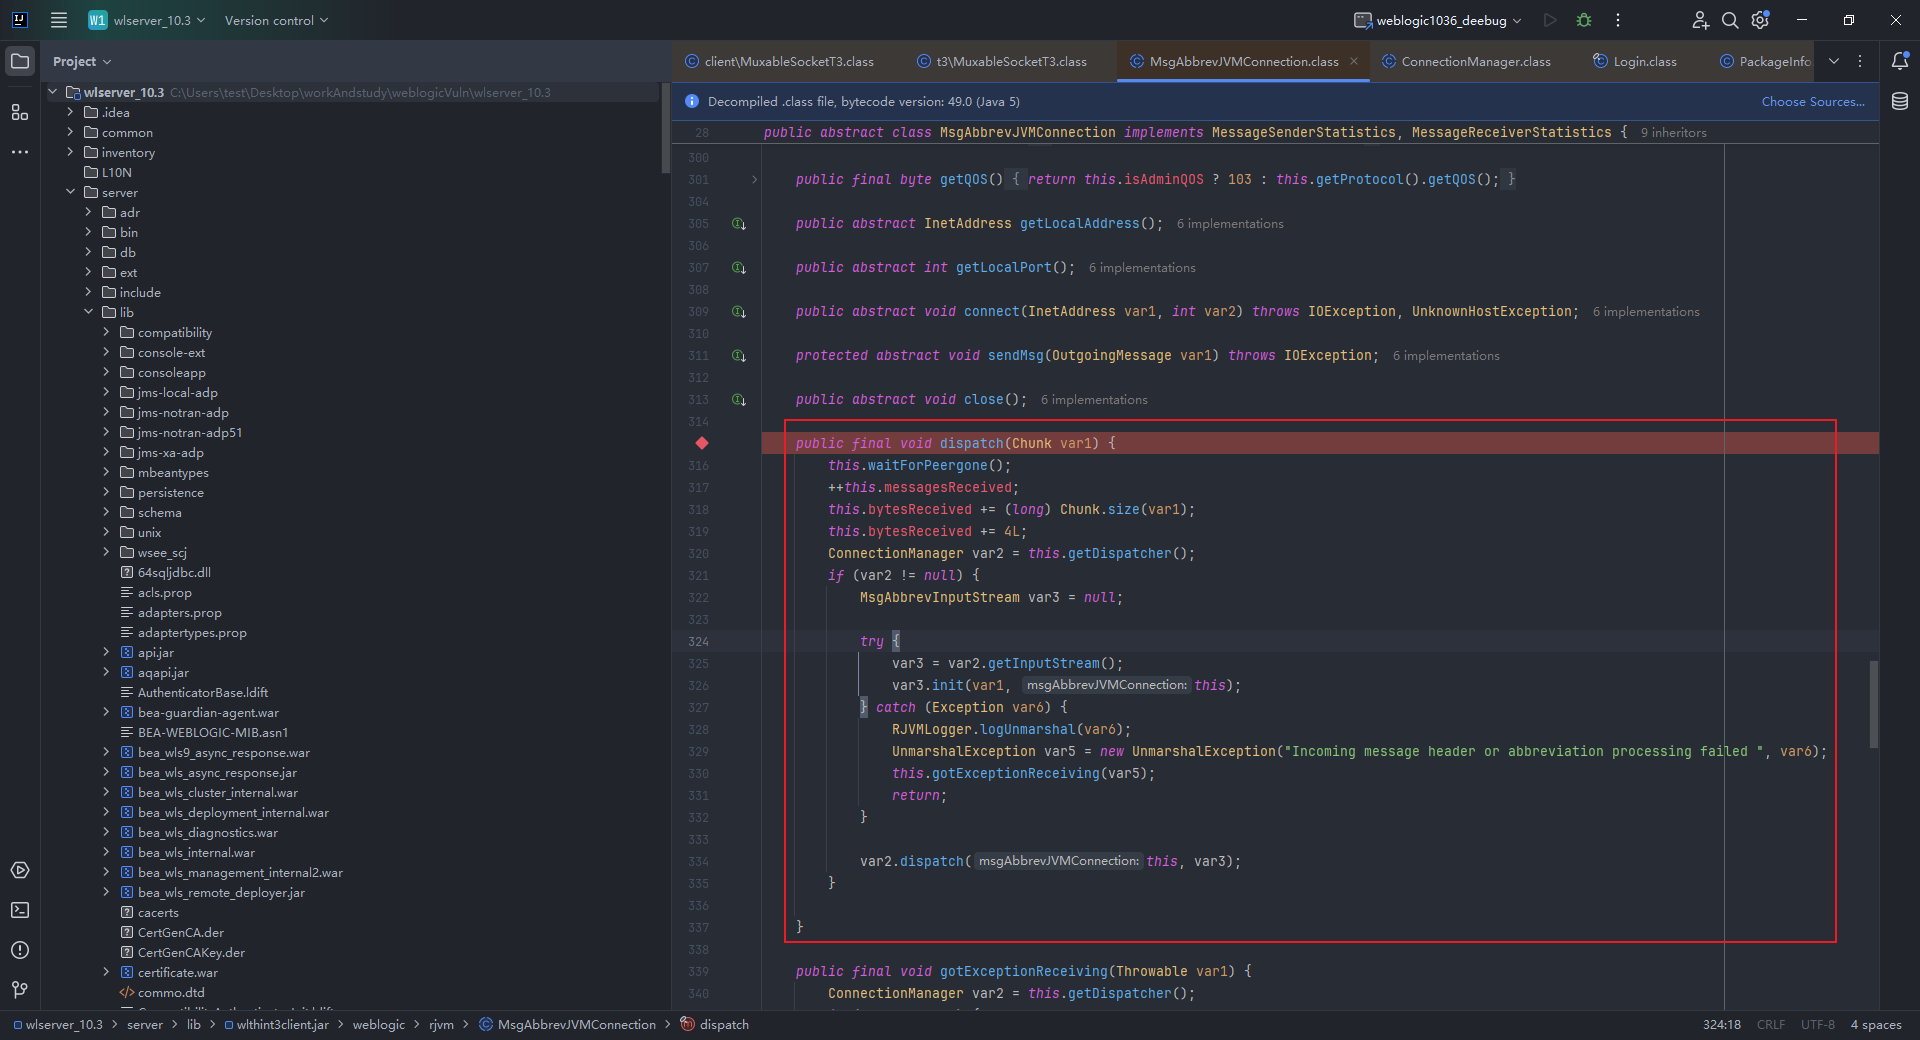 W1 wlserver_10.3 Version control weblogic1036_deebug
Project
client\MuxableSocketT3.class t3\MuxableSocketT3.class MsgAbbrevJVMConnection.class ConnectionManager.class Login.class PackageInfo
wlserver_10.3 C:\Users\test\Desktop\workAndstudy\weblogicVuln\wlserver_10.3
.idea
common
inventory
L10N
server
adr
bin
db
ext
include
lib
compatibility
console-ext
consoleapp
jms-local-adp
jms-notran-adp
jms-notran-adp51
jms-xa-adp
mbeantypes
persistence
schema
unix
wsee_scj
64sqljdbc.dll
acls.prop
adapters.prop
adaptertypes.prop
api.jar
aqapi.jar
AuthenticatorBase.ldift
bea-guardian-agent.war
BEA-WEBLOGIC-MIB.asn1
bea_wls9_async_response.war
bea_wls_async_response.jar
bea_wls_cluster_internal.war
bea_wls_deployment_internal.war
bea_wls_diagnostics.war
bea_wls_internal.war
bea_wls_management_internal2.war
bea_wls_remote_deployer.jar
cacerts
CertGenCA.der
CertGenCAKey.der
certificate.war
commo.dtd
Decompiled .class file, bytecode version: 49.0 (Java 5) Choose Sources...
28 public abstract class MsgAbbrevJVMConnection implements MessageSenderStatistics, MessageReceiverStatistics { 9 inheritors
300
301 public final byte getQOS() { return this.isAdminQOS ? 103 : this.getProtocol().getQOS(); }
304
305 public abstract InetAddress getLocalAddress(); 6 implementations
306
307 public abstract int getLocalPort(); 6 implementations
308
309 public abstract void connect(InetAddress var1, int var2) throws IOException, UnknownHostException; 6 implementations
310
311 protected abstract void sendMsg(OutgoingMessage var1) throws IOException; 6 implementations
312
313 public abstract void close(); 6 implementations
314
public final void dispatch(Chunk var1) {
316 this.waitForPeergone();
317 ++this.messagesReceived;
318 this.bytesReceived += (long) Chunk.size(var1);
319 this.bytesReceived += 4L;
320 ConnectionManager var2 = this.getDispatcher();
321 if (var2 != null) {
322 MsgAbbrevInputStream var3 = null;
323
324 try {
325 var3 = var2.getInputStream();
326 var3.init(var1, msgAbbrevJVMConnection: this);
327 } catch (Exception var6) {
328 RJVMLogger.logUnmarshal(var6);
329 UnmarshalException var5 = new UnmarshalException("Incoming message header or abbreviation processing failed ", var6);
330 this.gotExceptionReceiving(var5);
331 return;
332 }
333
334 var2.dispatch( msgAbbrevJVMConnection: this, var3);
335 }
336
337 }
338
339 public final void gotExceptionReceiving(Throwable var1) {
340 ConnectionManager var2 = this.getDispatcher();
wlserver_10.3 > server > lib > wlthint3client.jar > weblogic > rjvm > MsgAbbrevJVMConnection > dispatch 324:18 CRLF UTF-8 4 spaces